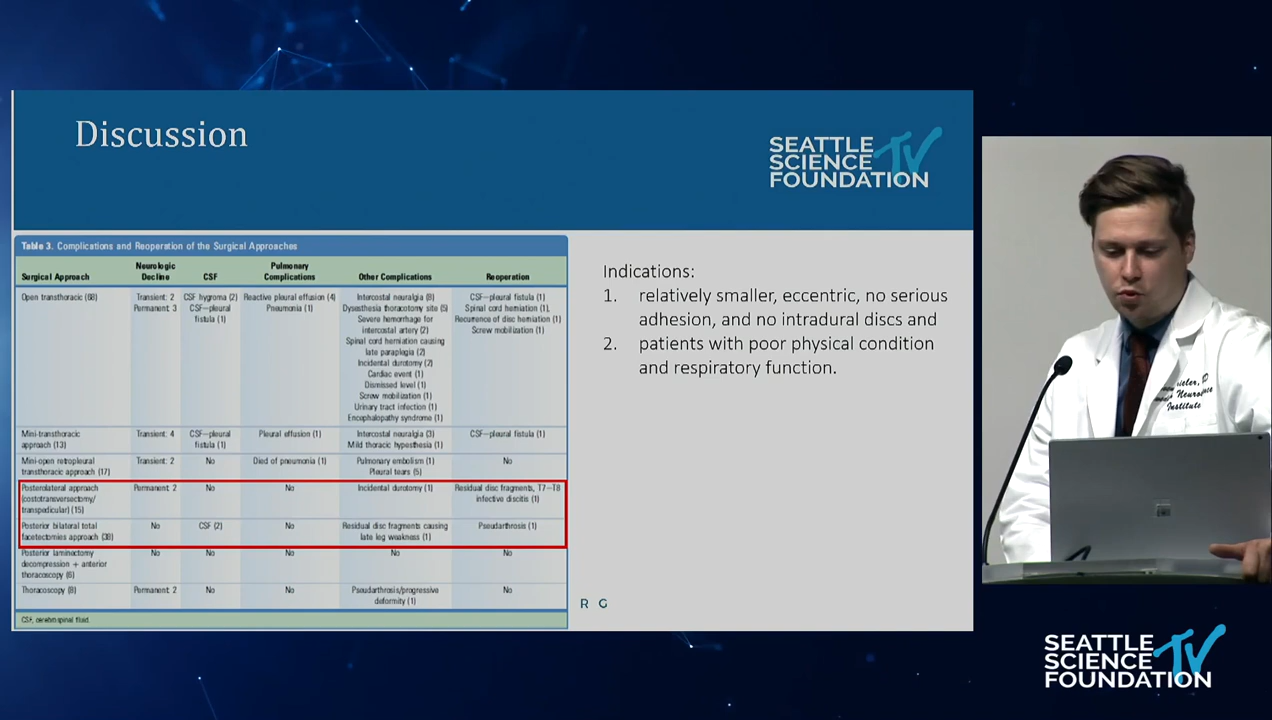 Discussion
SEATTLE
SCIENCE TV
FOUNDATION
Table 3. Complications and Reoperation of the Surgical Approaches
Surgical Approach
Neurologic
Decline
CSF
Pulmonary
Complications
Other Complications
Reoperation
Open transthoracic (68)
Transient: 2
Permanent: 3
CSF hygroma (2)
CSF–pleural
fistula (1)
Reactive pleural effusion (4)
Pneumonia (1)
Intercostal neuralgia (8)
Dysesthesia thoracotomy site (5)
Severe hemorrhage for
intercostal artery (2)
Spinal cord herniation causing
late paraplegia (2)
Incidental durotomy (2)
Cardiac event (1)
Dismissed level (1)
Screw mobilization (1)
Urinary tract infection (1)
Encephalopathy syndrome (1)
CSF–pleural fistula (1)
Spinal cord herniation (1),
Recurrence of disc herniation (1)
Screw mobilization (1)
Mini-transthoracic
approach (13)
Transient: 4
CSF–pleural
fistula (1)
Pleural effusion (1)
Intercostal neuralgia (3)
Mild thoracic hypesthesia (1)
CSF–pleural fistula (1)
Mini-open retropleural
transthoracic approach (17)
Transient: 2
No
Died of pneumonia (1)
Pulmonary embolism (1)
Pleural tears (5)
No
Posterolateral approach
(costotransversectomy/
transpedicular) (15)
Permanent 2
No
No
Incidental durotomy (1)
Residual disc fragments, T7–T8
infective discitis (1)
Posterior bilateral total
facetectomies approach (38)
No
CSF (2)
No
Residual disc fragments causing
late leg weakness (1)
Pseudarthrosis (1)
Posterior laminectomy
decompression + anterior
thoracoscopy (6)
No
No
No
No
No
Thoracoscopy (8)
Permanent 2
No
No
Pseudarthrosis/progressive
deformity (1)
No
CSF, cerebrospinal fluid.
Indications:
1. relatively smaller, eccentric, no serious
adhesion, and no intradural discs and
2. patients with poor physical condition
and respiratory function.
R G
Institute
SEATTLE
SCIENCE TV
FOUNDATION